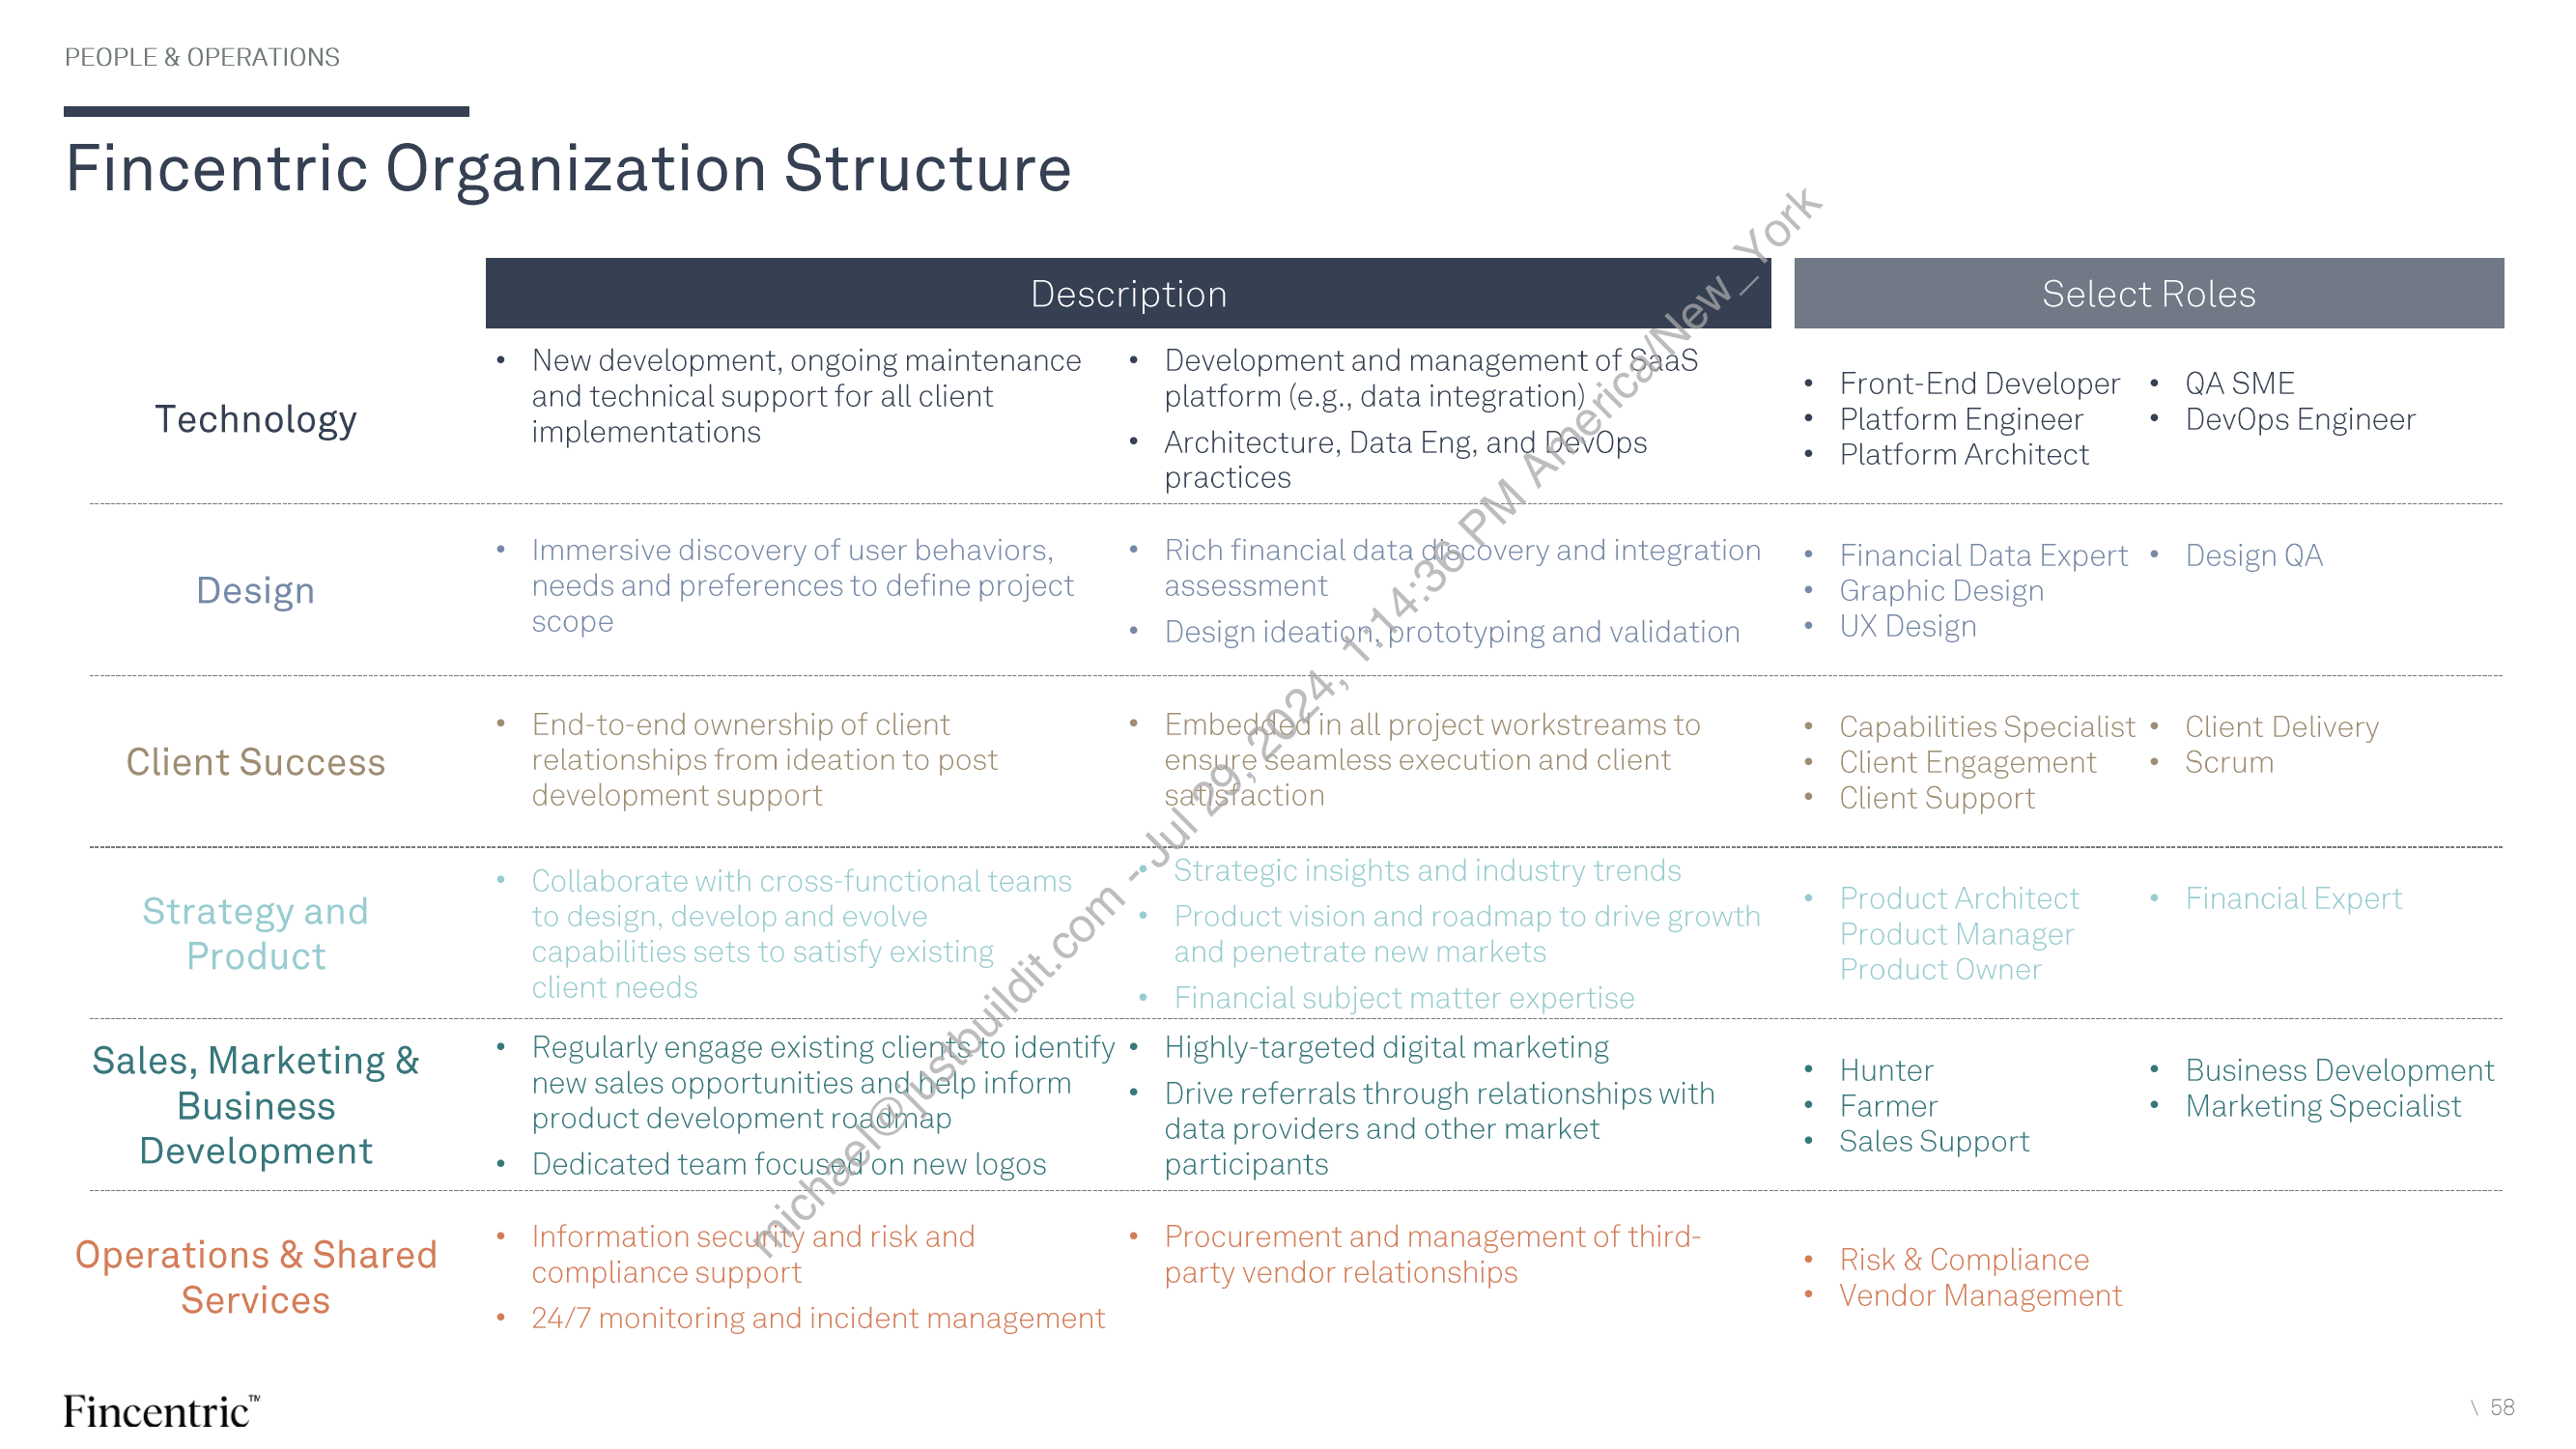 PEOPLE & OPERATIONS
Fincentric Organization Structure
Description
Select Roles
Technology
• New development, ongoing maintenance
and technical support for all client
implementations
• Development and management of SaaS
platform (e.g., data integration)
• Architecture, Data Eng, and DevOps
practices
• Front-End Developer
• Platform Engineer
• Platform Architect
• QA SME
• DevOps Engineer
Design
• Immersive discovery of user behaviors,
needs and preferences to define project
scope
• Rich financial data discovery and integration
assessment
• Design ideation, prototyping and validation
• Financial Data Expert
• Graphic Design
• UX Design
• Design QA
Client Success
• End-to-end ownership of client
relationships from ideation to post
development support
• Embedded in all project workstreams to
ensure seamless execution and client
satisfaction
• Capabilities Specialist
• Client Engagement
• Client Support
• Client Delivery
• Scrum
Strategy and
Product
• Collaborate with cross-functional teams
to design, develop and evolve
capabilities sets to satisfy existing
client needs
• Strategic insights and industry trends
• Product vision and roadmap to drive growth
and penetrate new markets
• Financial subject matter expertise
• Product Architect
Product Manager
Product Owner
• Financial Expert
Sales, Marketing &
Business
Development
• Regularly engage existing clients to identify
new sales opportunities and help inform
product development roadmap
• Dedicated team focused on new logos
• Highly-targeted digital marketing
• Drive referrals through relationships with
data providers and other market
participants
• Hunter
• Farmer
• Sales Support
• Business Development
• Marketing Specialist
Operations & Shared
Services
• Information security and risk and
compliance support
• 24/7 monitoring and incident management
• Procurement and management of third-
party vendor relationships
• Risk & Compliance
• Vendor Management
michael@justbuildit.com - Jul 29, 2024, 1:14:36 PM America/New_York
Fincentric™
\ 58